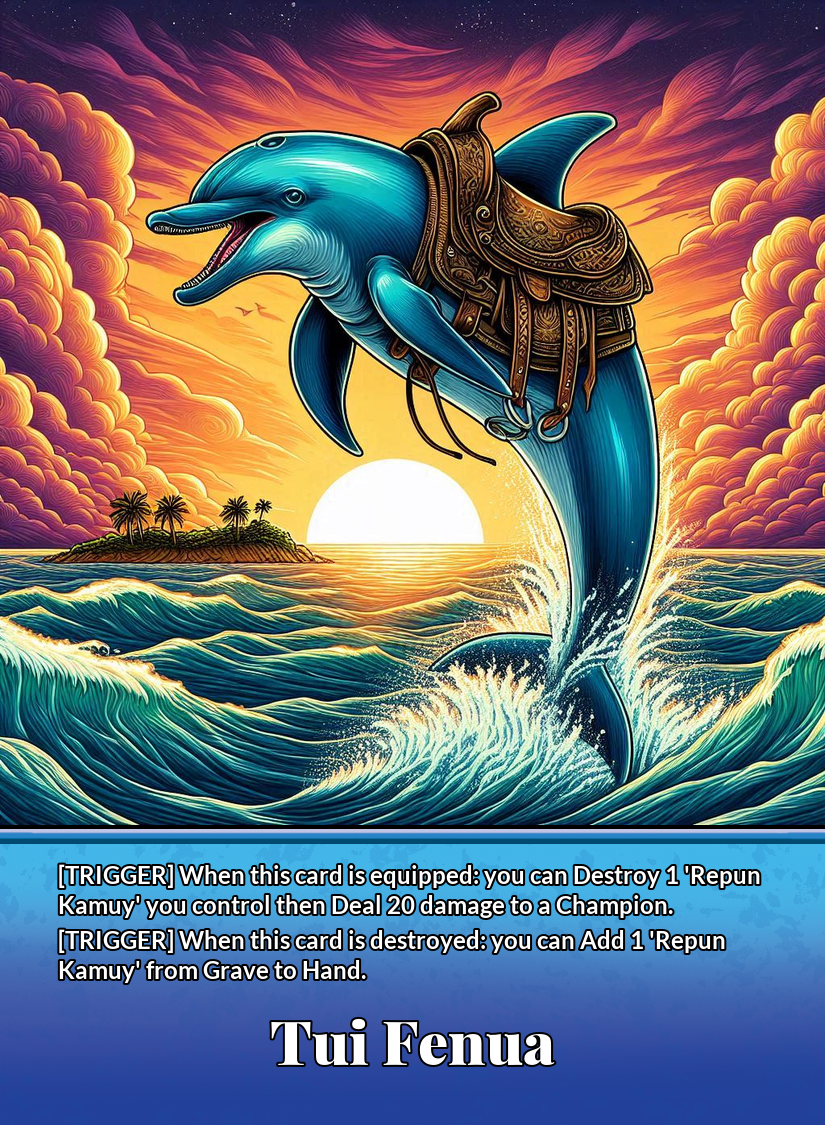 [TRIGGER] When this card is equipped: you can Destroy 1 'Repun
Kamuy' you control then Deal 20 damage to a Champion.
[TRIGGER] When this card is destroyed: you can Add 1 'Repun
Kamuy' from Grave to Hand.
Tui Fenua